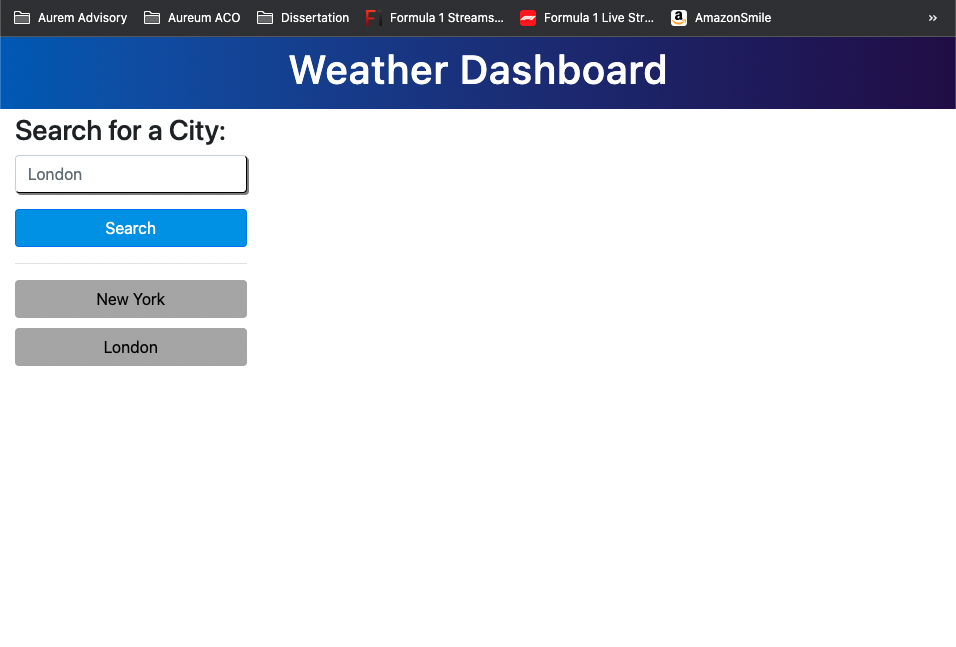 Aurem Advisory Aureum ACO Dissertation Formula 1 Streams... Formula 1 Live Str... a AmazonSmile »
Weather Dashboard
Search for a City:
London
Search
New York
London